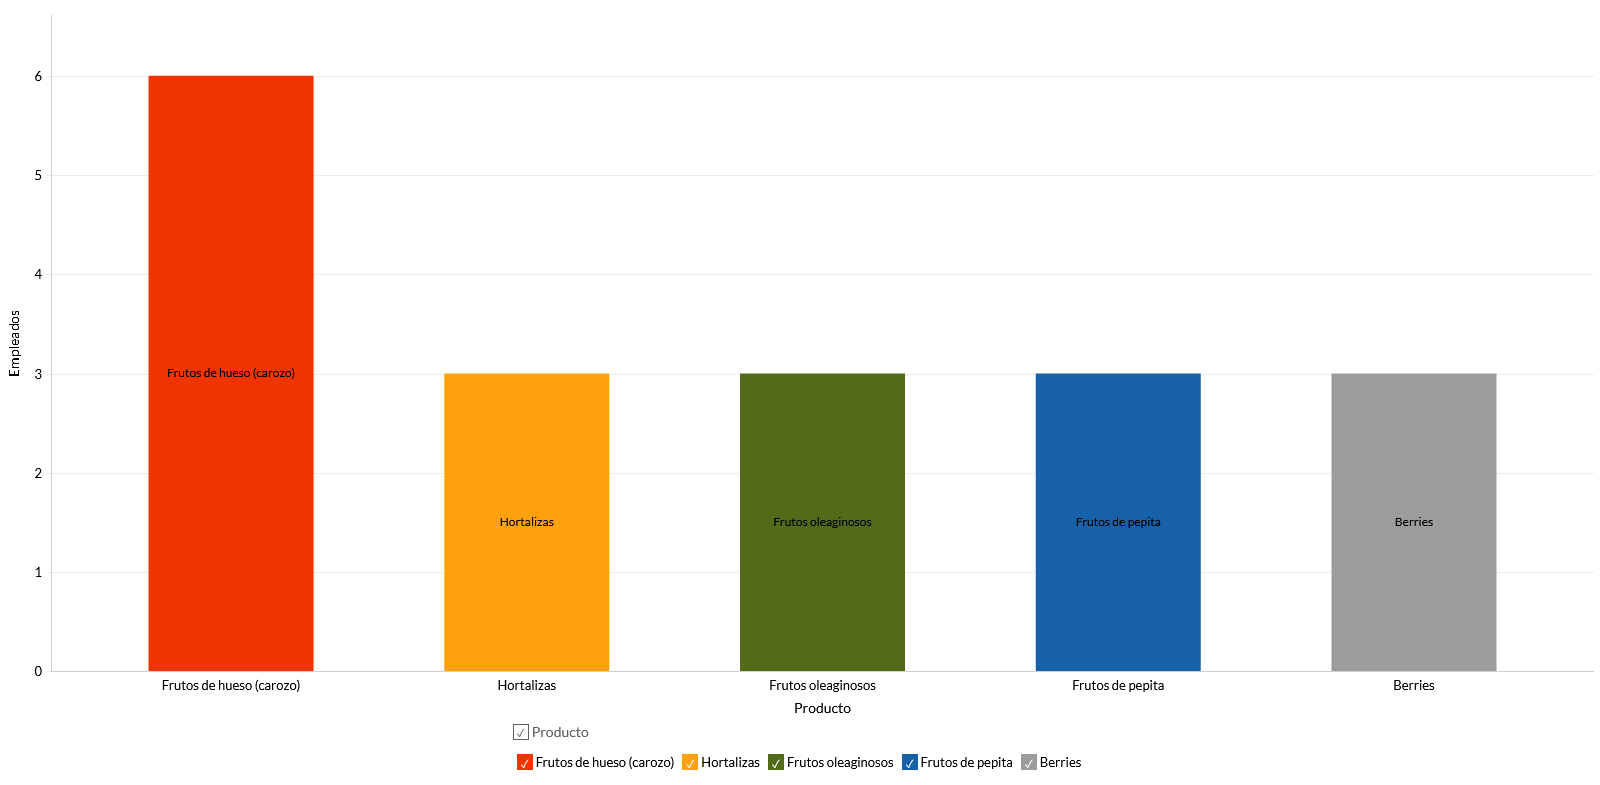 Empleados
6
5
4
3
2
1
0
Frutos de hueso (carozo)
Hortalizas
Frutos oleaginosos
Frutos de pepita
Berries
Frutos de hueso (carozo) Hortalizas Frutos oleaginosos Frutos de pepita Berries
Producto
Producto
Frutos de hueso (carozo) Hortalizas Frutos oleaginosos Frutos de pepita Berries